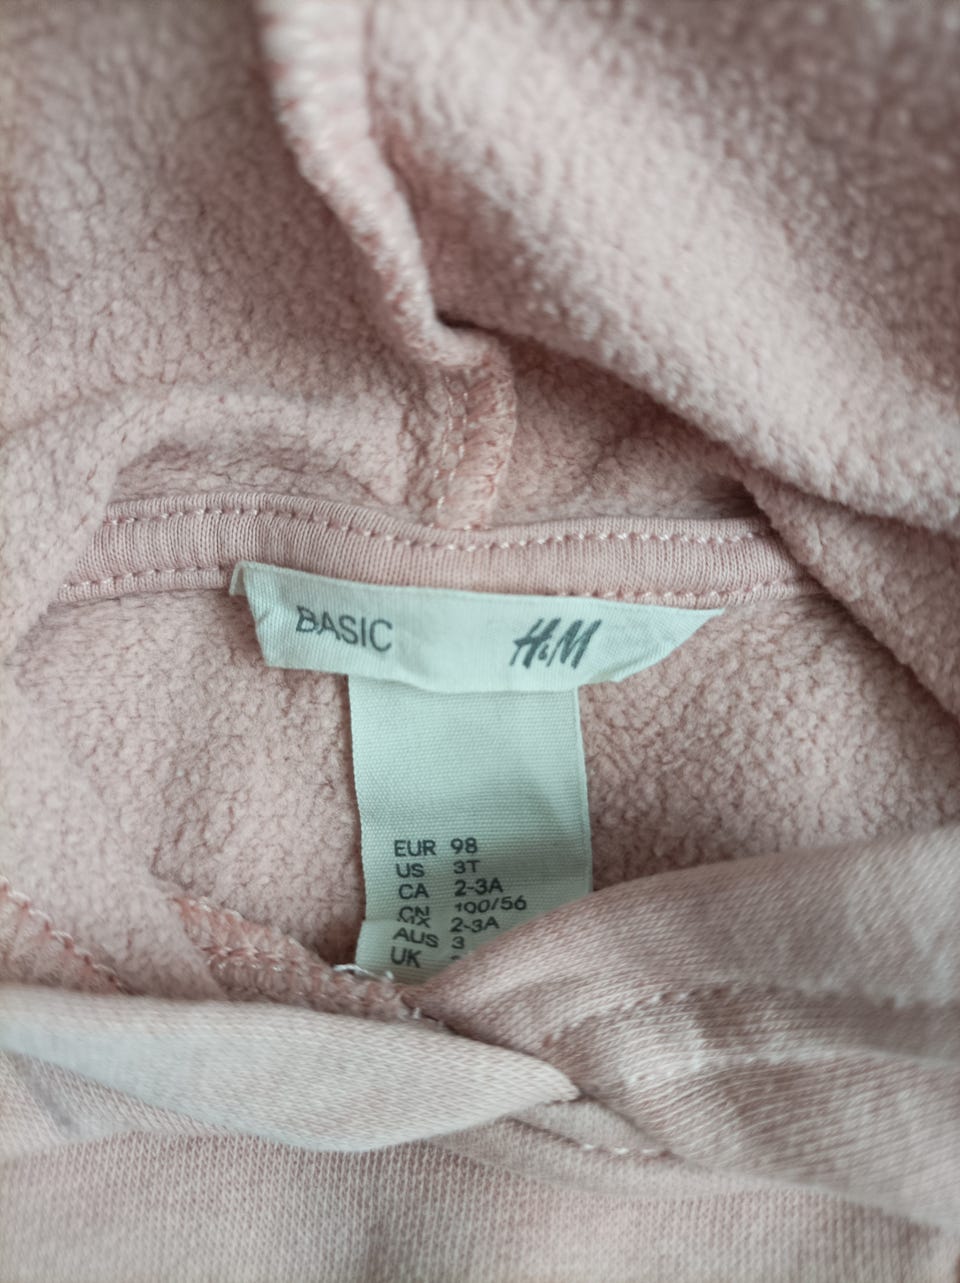 BASIC H&M
EUR 98
US 3T
CA 2-3A
CN 100/56
MX 2-3A
AUS 3
UK